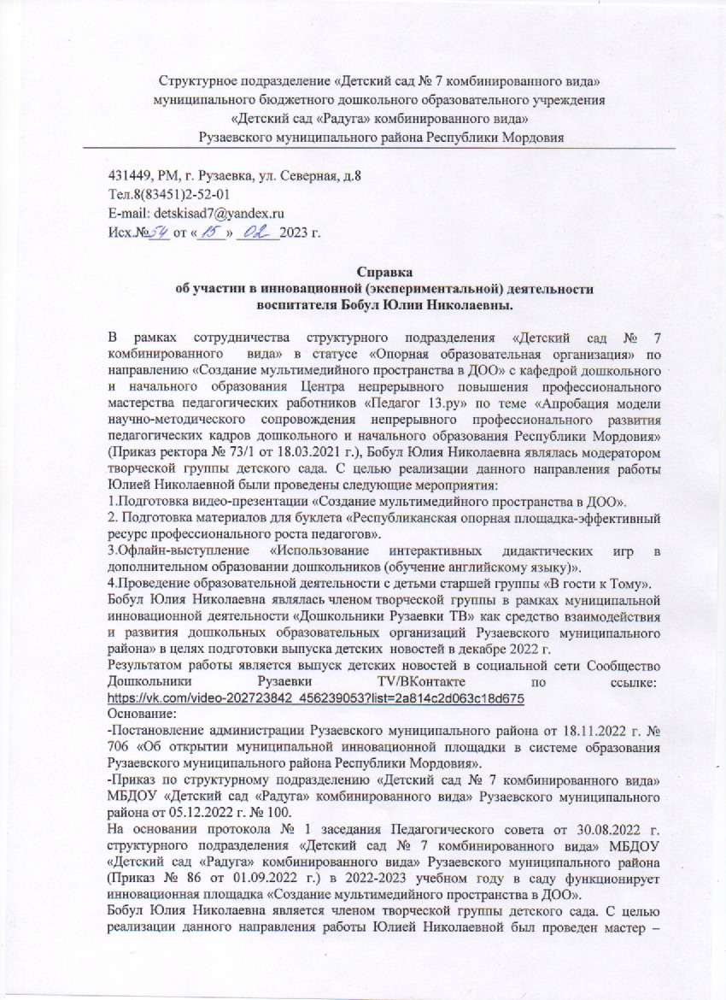 Структурное подразделение «Детский сад № 7 комбинированного вида»
муниципального бюджетного дошкольного образовательного учреждения
«Детский сад «Радуга» комбинированного вида»
Рузаевского муниципального района Республики Мордовия
431449, РМ, г. Рузаевка, ул. Северная, д.8
Тел.8(83451)2-52-01
E-mail: detskisad7@yandex.ru
Исх.№54 от «15» 02 2023 г.
Справка
об участии в инновационной (экспериментальной) деятельности
воспитателя Бобул Юлии Николаевны.
В рамках сотрудничества структурного подразделения «Детский сад № 7
комбинированного вида» в статусе «Опорная образовательная организация» по
направлению «Создание мультимедийного пространства в ДОО» с кафедрой дошкольного
и начального образования Центра непрерывного повышения профессионального
мастерства педагогических работников «Педагог 13.ру» по теме «Апробация модели
научно-методического сопровождения непрерывного профессионального развития
педагогических кадров дошкольного и начального образования Республики Мордовия»
(Приказ ректора № 73/1 от 18.03.2021 г.), Бобул Юлия Николаевна являлась модератором
творческой группы детского сада. С целью реализации данного направления работы
Юлией Николаевной были проведены следующие мероприятия:
1.Подготовка видео-презентации «Создание мультимедийного пространства в ДОО».
2. Подготовка материалов для буклета «Республиканская опорная площадка-эффективный
ресурс профессионального роста педагогов».
3.Офлайн-выступление «Использование интерактивных дидактических игр в
дополнительном образовании дошкольников (обучение английскому языку)».
4.Проведение образовательной деятельности с детьми старшей группы «В гости к Тому».
Бобул Юлия Николаевна являлась членом творческой группы в рамках муниципальной
инновационной деятельности «Дошкольники Рузаевки ТВ» как средство взаимодействия
и развития дошкольных образовательных организаций Рузаевского муниципального
района» в целях подготовки выпуска детских новостей в декабре 2022 г.
Результатом работы является выпуск детских новостей в социальной сети Сообщество
Дошкольники Рузаевки TV/ВКонтакте по ссылке:
https://vk.com/video-202723842_456239053?list=2a814c2d063c18d675
Основание:
-Постановление администрации Рузаевского муниципального района от 18.11.2022 г. №
706 «Об открытии муниципальной инновационной площадки в системе образования
Рузаевского муниципального района Республики Мордовия».
-Приказ по структурному подразделению «Детский сад № 7 комбинированного вида»
МБДОУ «Детский сад «Радуга» комбинированного вида» Рузаевского муниципального
района от 05.12.2022 г. № 100.
На основании протокола № 1 заседания Педагогического совета от 30.08.2022 г.
структурного подразделения «Детский сад № 7 комбинированного вида» МБДОУ
«Детский сад «Радуга» комбинированного вида» Рузаевского муниципального района
(Приказ № 86 от 01.09.2022 г.) в 2022-2023 учебном году в саду функционирует
инновационная площадка «Создание мультимедийного пространства в ДОО».
Бобул Юлия Николаевна является членом творческой группы детского сада. С целью
реализации данного направления работы Юлией Николаевной был проведен мастер –